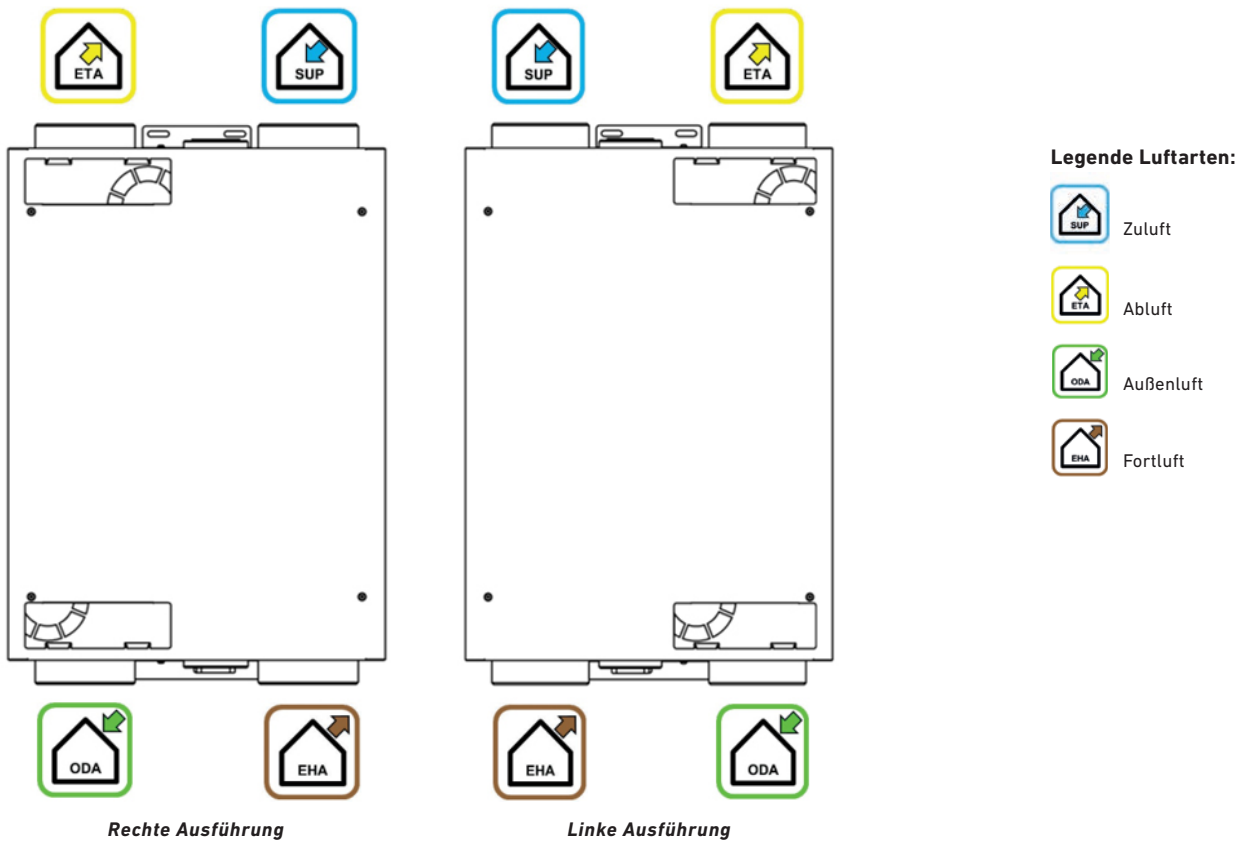 ETA SUP SUP ETA
Legende Luftarten:
SUP Zuluft
ETA Abluft
ODA Außenluft
EHA Fortluft
ODA EHA EHA ODA
Rechte Ausführung Linke Ausführung